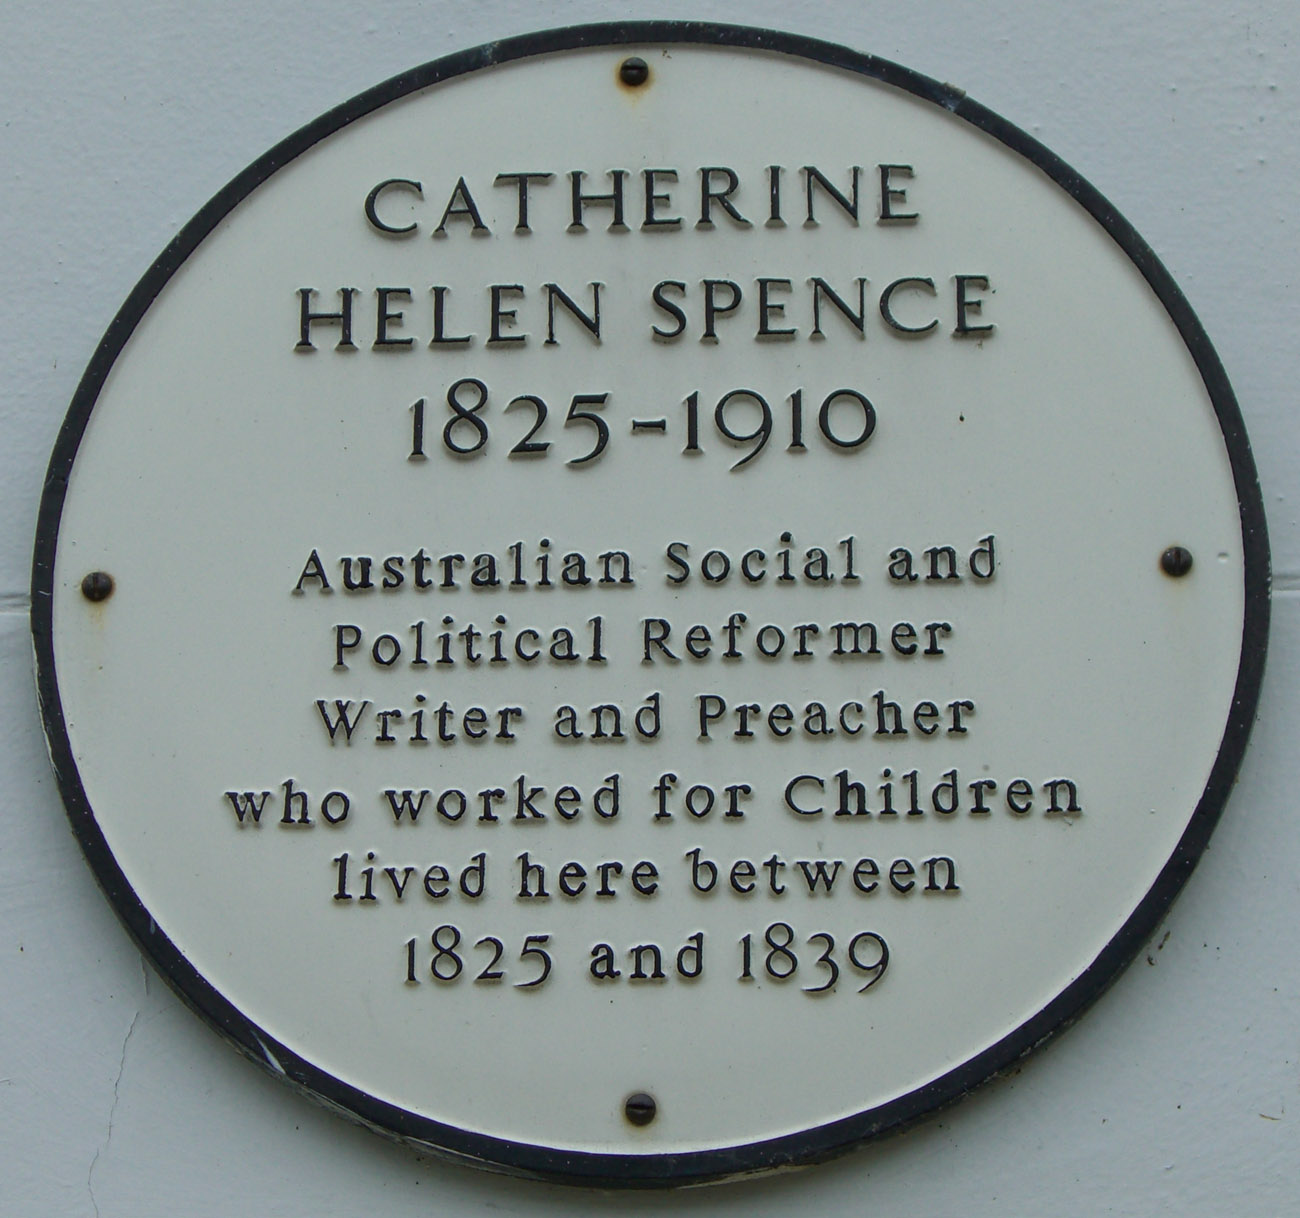 CATHERINE
HELEN SPENCE
1825-1910
Australian Social and
Political Reformer
Writer and Preacher
who worked for Children
lived here between
1825 and 1839